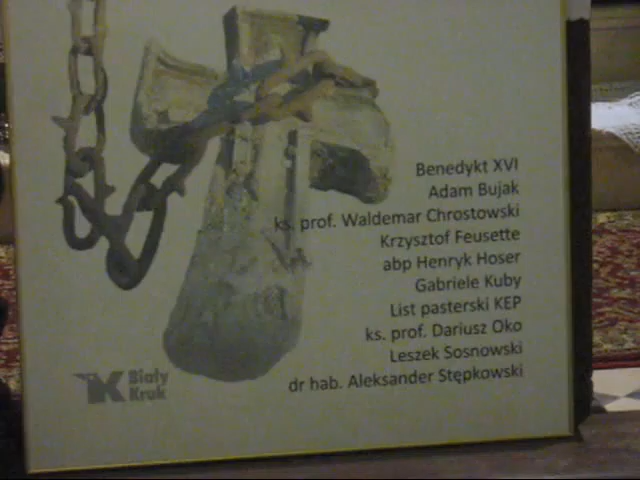 Benedykt XVI
Adam Bujak
ks. prof. Waldemar Chrostowski
Krzysztof Feusette
abp Henryk Hoser
Gabriele Kuby
List pasterski KEP
ks. prof. Dariusz Oko
Leszek Sosnowski
dr hab. Aleksander Stępkowski
Biały
Kruk